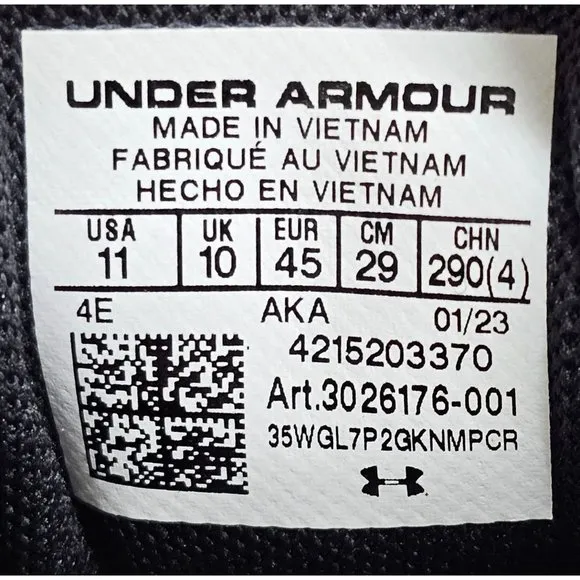 UNDER ARMOUR
MADE IN VIETNAM
FABRIQUÉ AU VIETNAM
HECHO EN VIETNAM
USA UK EUR CM CHN
11 10 45 29 290(4)
4E AKA 01/23
4215203370
Art.3026176-001
35WGL7P2GKNMPCR